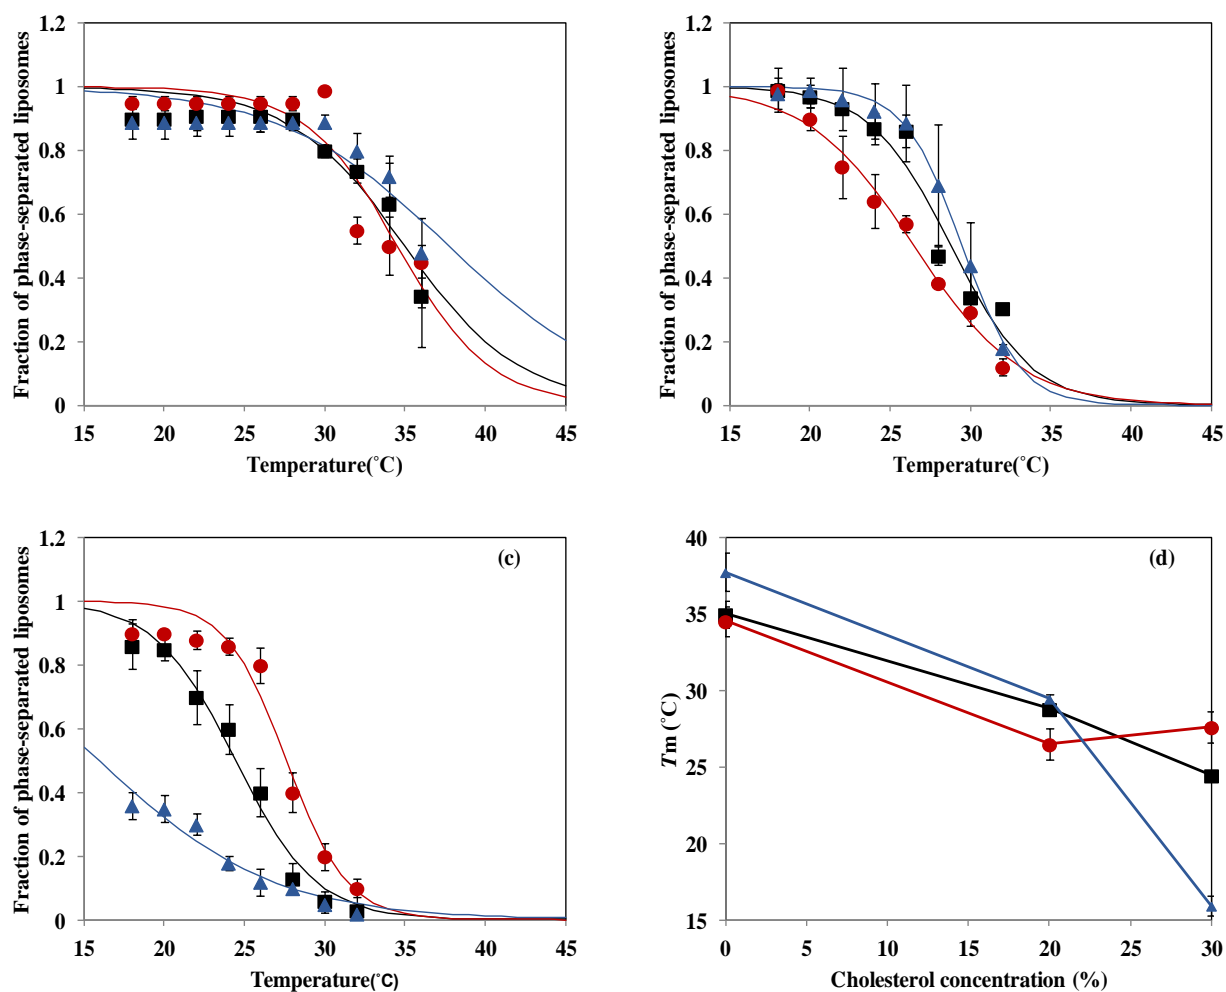 1.2
1
0.8
0.6
0.4
0.2
0
Fraction of phase-separated liposomes
15 20 25 30 35 40 45
Temperature(˚C)
1.2
1
0.8
0.6
0.4
0.2
0
Fraction of phase-separated liposomes
15 20 25 30 35 40 45
Temperature(˚C)
(c)
1.2
1
0.8
0.6
0.4
0.2
0
Fraction of phase-separated liposomes
15 20 25 30 35 40 45
Temperature(˚C)
(d)
40
35
30
25
20
15
Tm (˚C)
0 5 10 15 20 25 30
Cholesterol concentration (%)